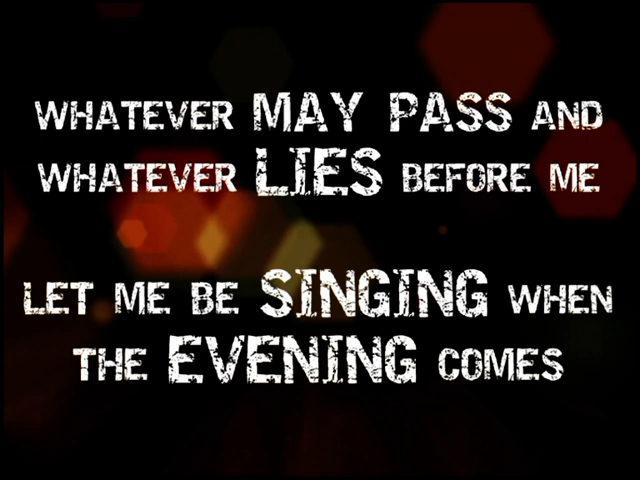 WHATEVER MAY PASS AND
WHATEVER LIES BEFORE ME
LET ME BE SINGING WHEN
THE EVENING COMES